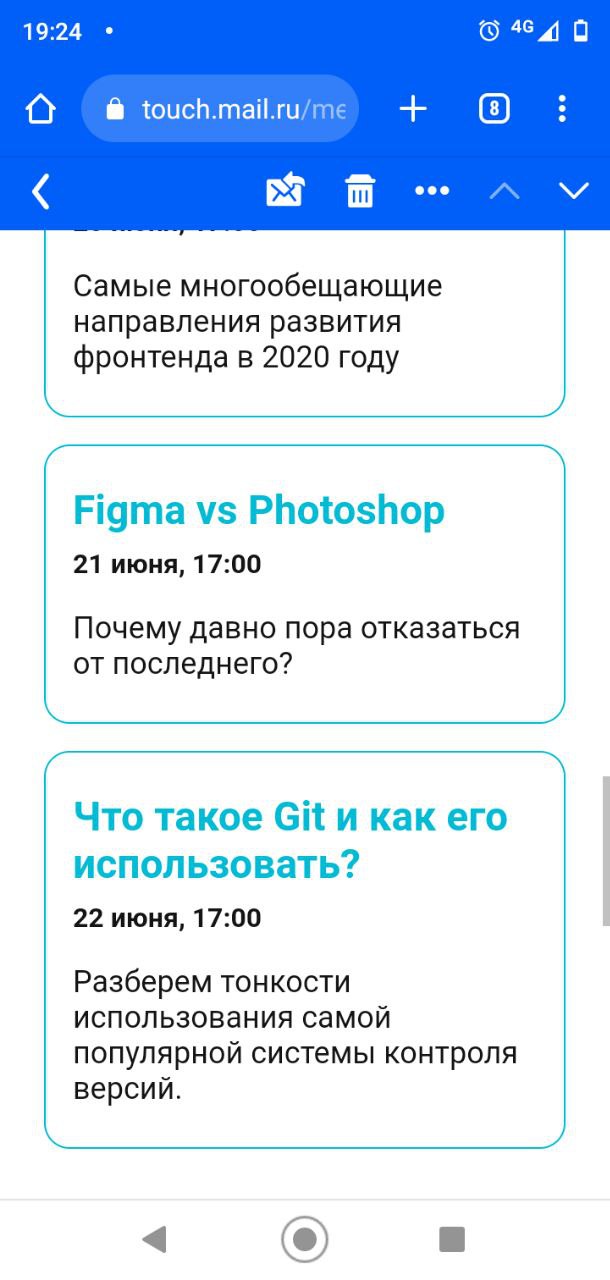 19:24
4G
touch.mail.ru/me
8
Самые многообещающие
направления развития
фронтенда в 2020 году
Figma vs Photoshop
21 июня, 17:00
Почему давно пора отказаться
от последнего?
Что такое Git и как его
использовать?
22 июня, 17:00
Разберем тонкости
использования самой
популярной системы контроля
версий.